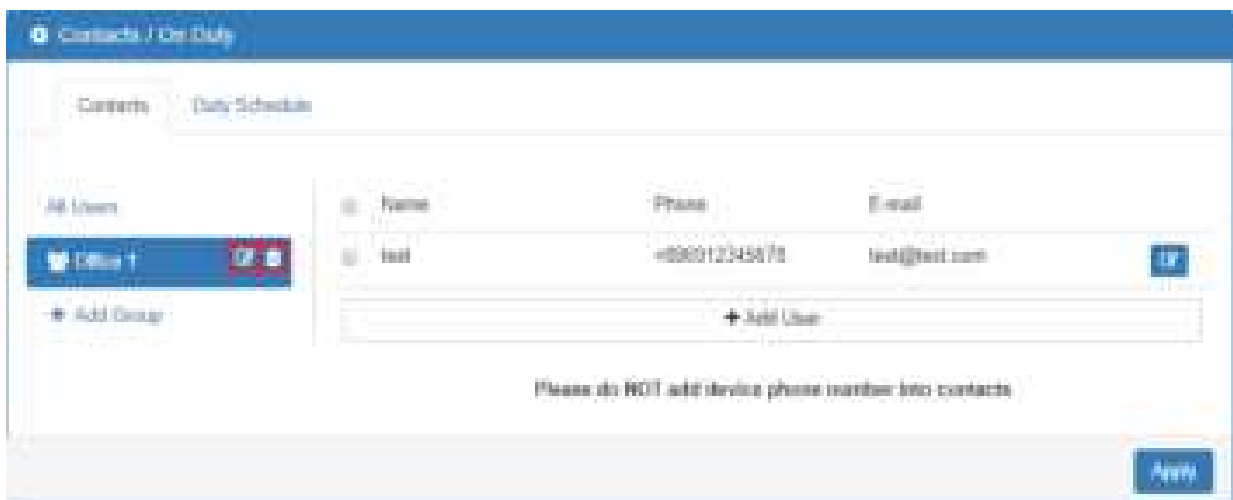 Contacts / On Duty
Contacts Duty Schedule
All Users
Office 1
Add Group
Name Phone E-mail
test test@test.com
+ Add User
Please do NOT add device phone number into contacts
Apply